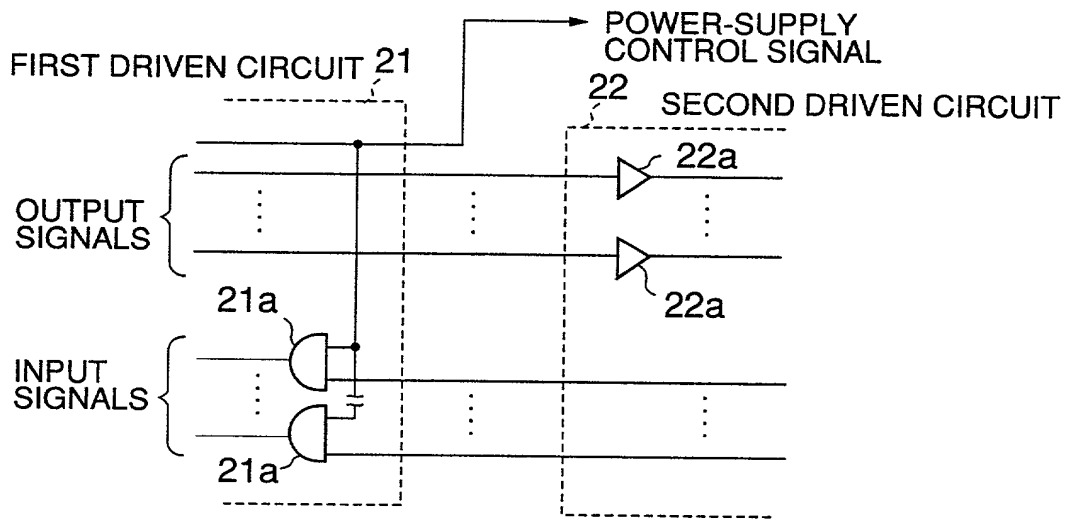 POWER-SUPPLY
CONTROL SIGNAL
FIRST DRIVEN CIRCUIT 21
22 SECOND DRIVEN CIRCUIT
22a
OUTPUT
SIGNALS
22a
21a
INPUT
SIGNALS
21a